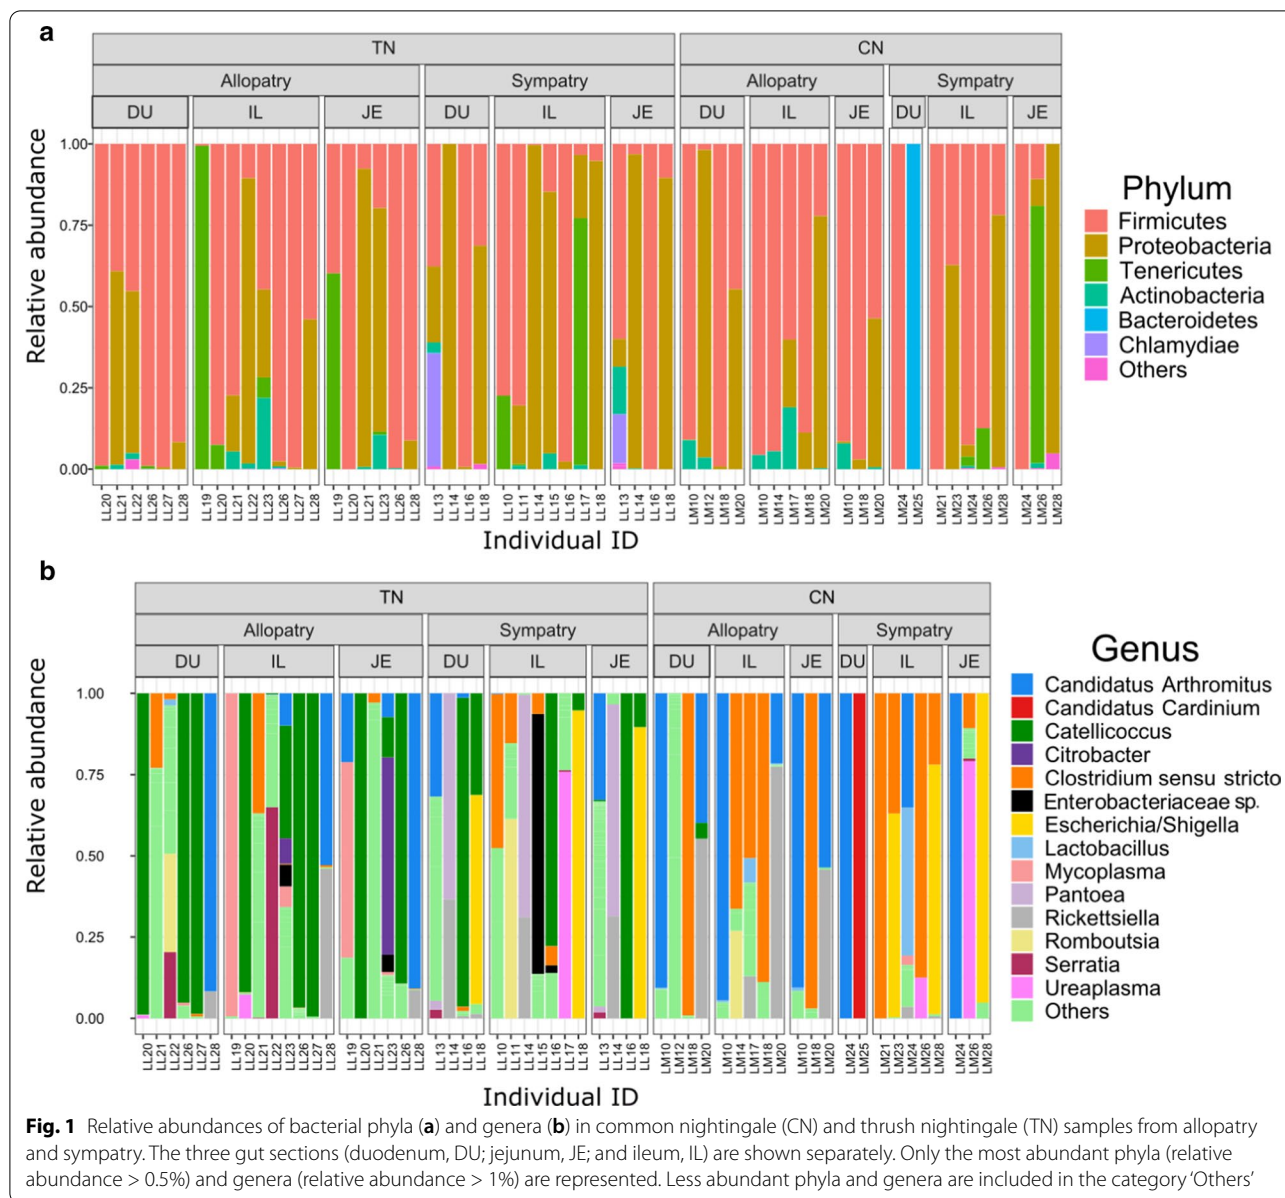 a
TN CN
Allopatry Sympatry Allopatry Sympatry
DU IL JE DU IL JE DU IL JE DU IL JE
Relative abundance
1.00
0.75
0.50
0.25
0.00
LL20 LL21 LL22 LL26 LL27 LL28 LL19 LL20 LL21 LL22 LL23 LL26 LL27 LL28 LL19 LL20 LL21 LL23 LL26 LL28 LL13 LL14 LL16 LL18 LL10 LL11 LL14 LL15 LL16 LL17 LL18 LL13 LL14 LL16 LL18 LM10 LM12 LM18 LM20 LM10 LM14 LM17 LM18 LM20 LM10 LM18 LM20 LM24 LM25 LM21 LM23 LM24 LM26 LM28 LM24 LM26 LM28
Individual ID
Phylum
Firmicutes
Proteobacteria
Tenericutes
Actinobacteria
Bacteroidetes
Chlamydiae
Others
b
TN CN
Allopatry Sympatry Allopatry Sympatry
DU IL JE DU IL JE DU IL JE DU IL JE
Relative abundance
1.00
0.75
0.50
0.25
0.00
LL20 LL21 LL22 LL26 LL27 LL28 LL19 LL20 LL21 LL22 LL23 LL26 LL27 LL28 LL19 LL20 LL21 LL23 LL26 LL28 LL13 LL14 LL16 LL18 LL10 LL11 LL14 LL15 LL16 LL17 LL18 LL13 LL14 LL16 LL18 LM10 LM12 LM18 LM20 LM10 LM14 LM17 LM18 LM20 LM10 LM18 LM20 LM24 LM25 LM21 LM23 LM24 LM26 LM28 LM24 LM26 LM28
Individual ID
Genus
Candidatus Arthromitus
Candidatus Cardinium
Catellicoccus
Citrobacter
Clostridium sensu stricto
Enterobacteriaceae sp.
Escherichia/Shigella
Lactobacillus
Mycoplasma
Pantoea
Rickettsiella
Romboutsia
Serratia
Ureaplasma
Others
Fig. 1 Relative abundances of bacterial phyla (a) and genera (b) in common nightingale (CN) and thrush nightingale (TN) samples from allopatry
and sympatry. The three gut sections (duodenum, DU; jejunum, JE; and ileum, IL) are shown separately. Only the most abundant phyla (relative
abundance > 0.5%) and genera (relative abundance > 1%) are represented. Less abundant phyla and genera are included in the category ‘Others’